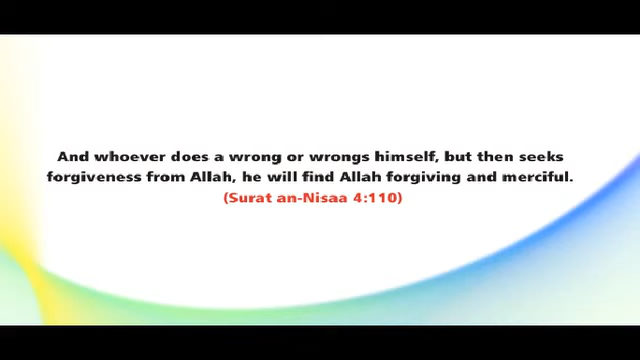 And whoever does a wrong or wrongs himself, but then seeks
forgiveness from Allah, he will find Allah forgiving and merciful.
(Surat an-Nisaa 4:110)